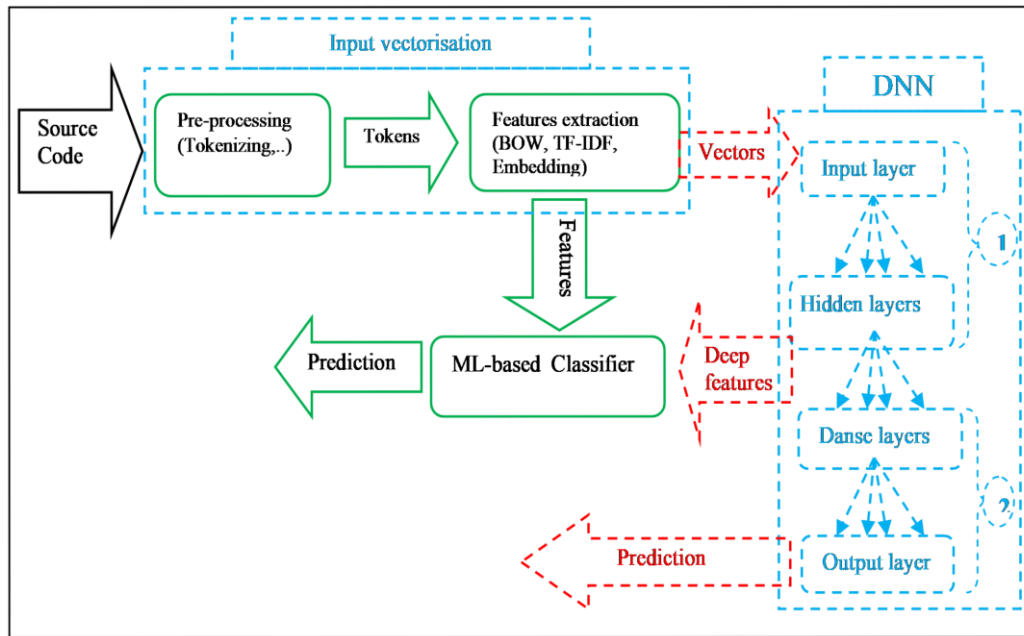 Input vectorisation
DNN
Source
Code
Pre-processing
(Tokenizing,..)
Tokens
Features extraction
(BOW, TF-IDF,
Embedding)
Vectors
Input layer
1
Features
Hidden layers
Prediction
ML-based Classifier
Deep
features
Danse layers
2
Prediction
Output layer